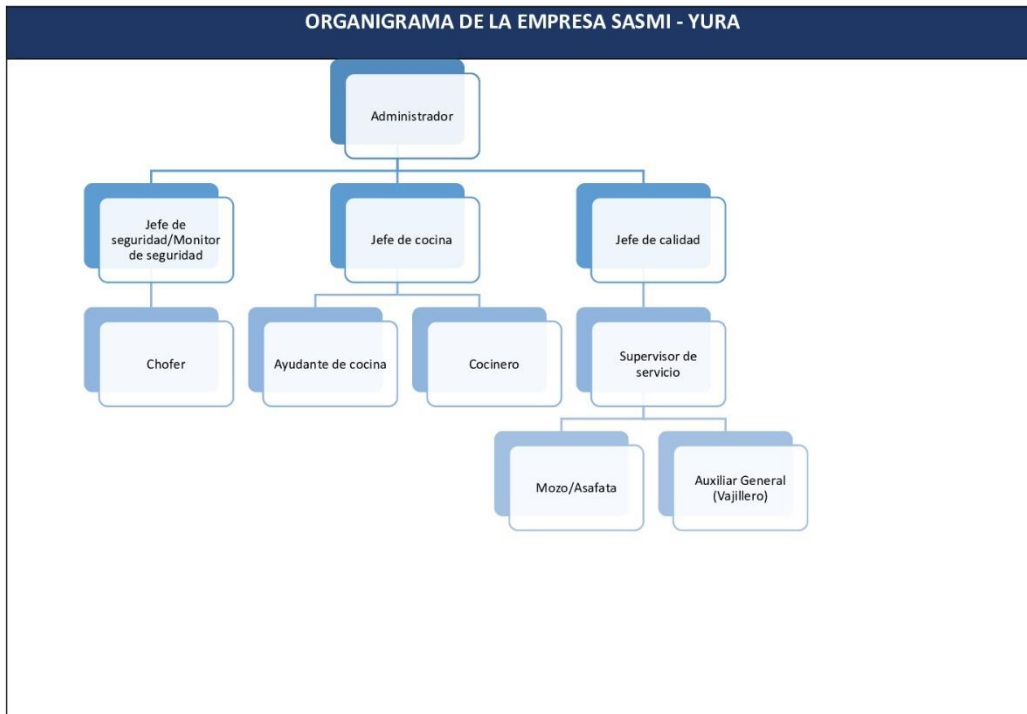 ORGANIGRAMA DE LA EMPRESA SASMI - YURA
Administrador
Jefe de
seguridad/Monitor
de seguridad
Jefe de cocina
Jefe de calidad
Chofer
Ayudante de cocina
Cocinero
Supervisor de
servicio
Mozo/Asafata
Auxiliar General
(Vajillero)